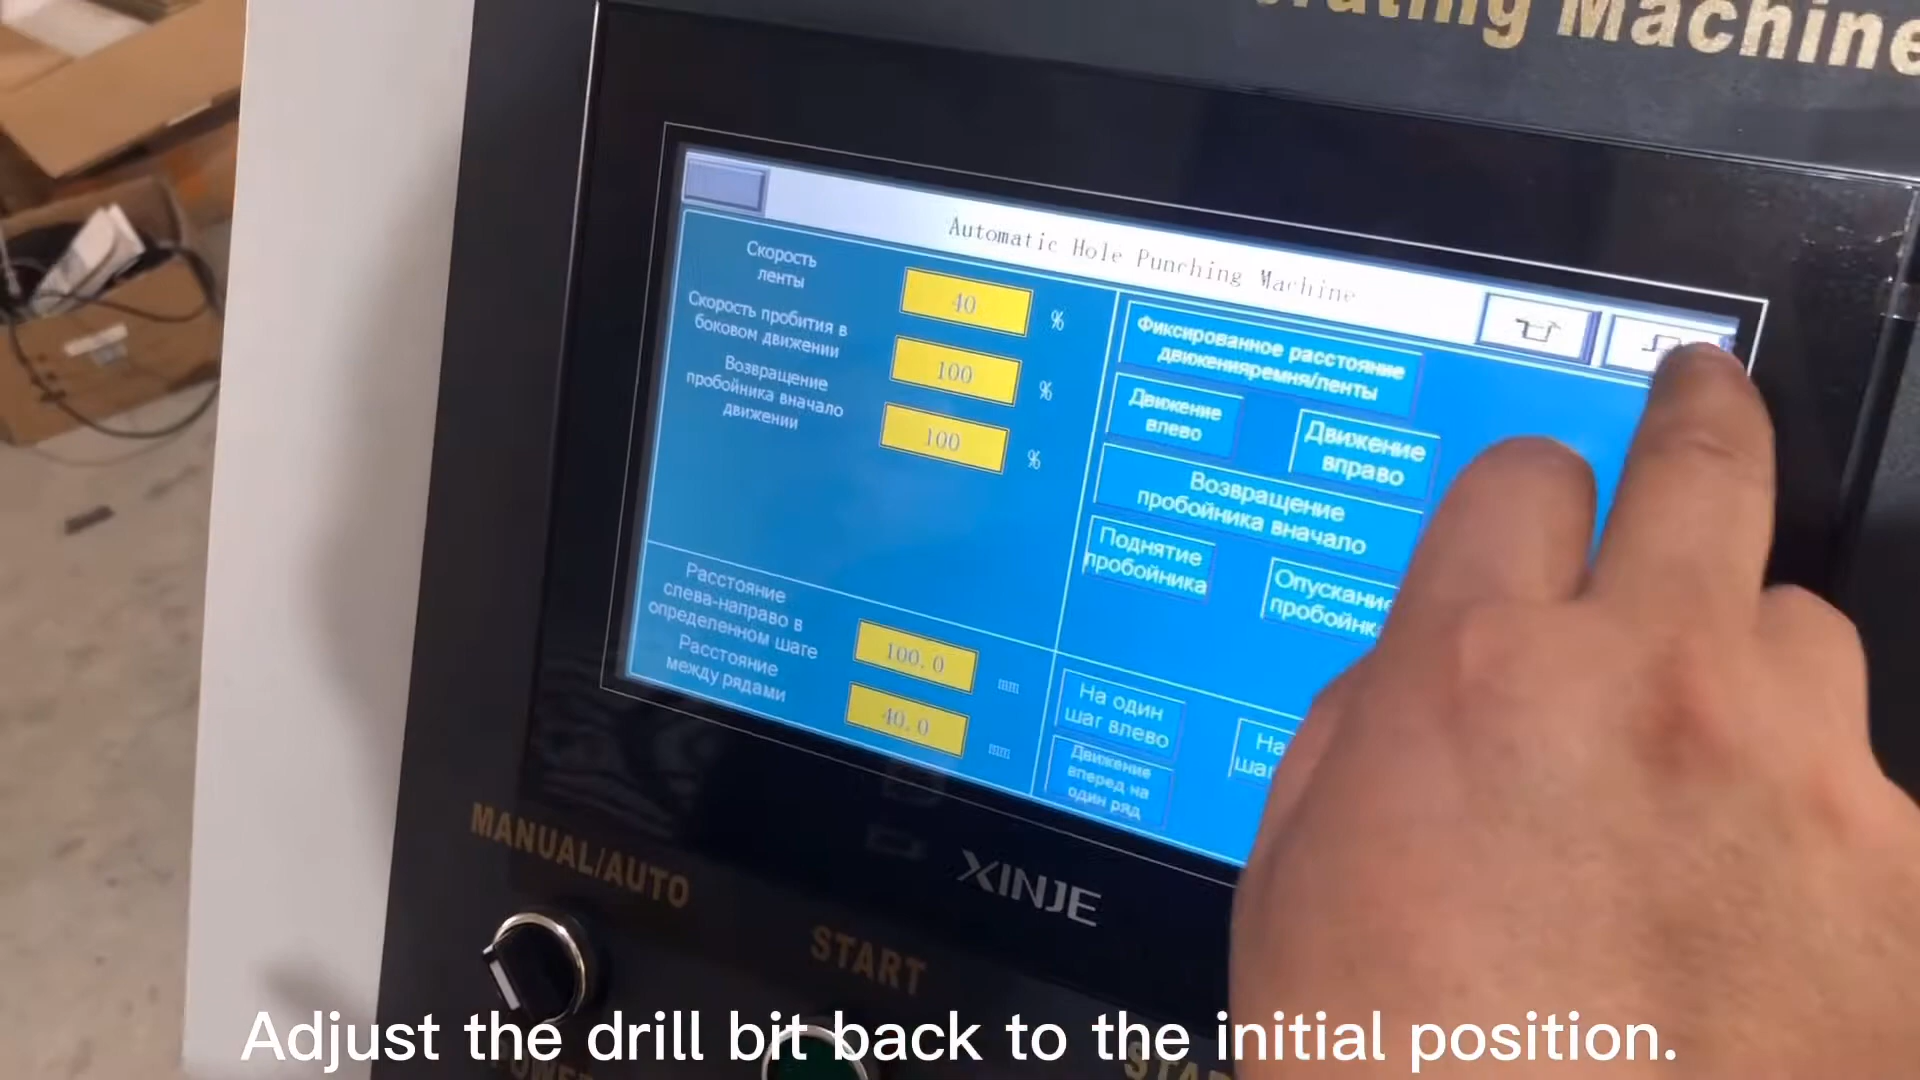 Machine
Automatic Hole Punching Machine
Скорость
ленты
40
%
Скорость пробития в
боковом движении
100
%
Возвращение
пробойника вначало
движении
100
%
Фиксированное расстояние
движенияремня/ленты
Движение
влево
Движение
вправо
Возвращение
пробойника вначало
Поднятие
пробойника
Опускание
Расстояние
слева-направо в
определенном шаге
100.0
mm
Расстояние
между рядами
40.0
mm
На один
шаг влево
На
Движение
вперед на
один ряд
XINJE
MANUAL/AUTO
START
Adjust the drill bit back to the initial position.